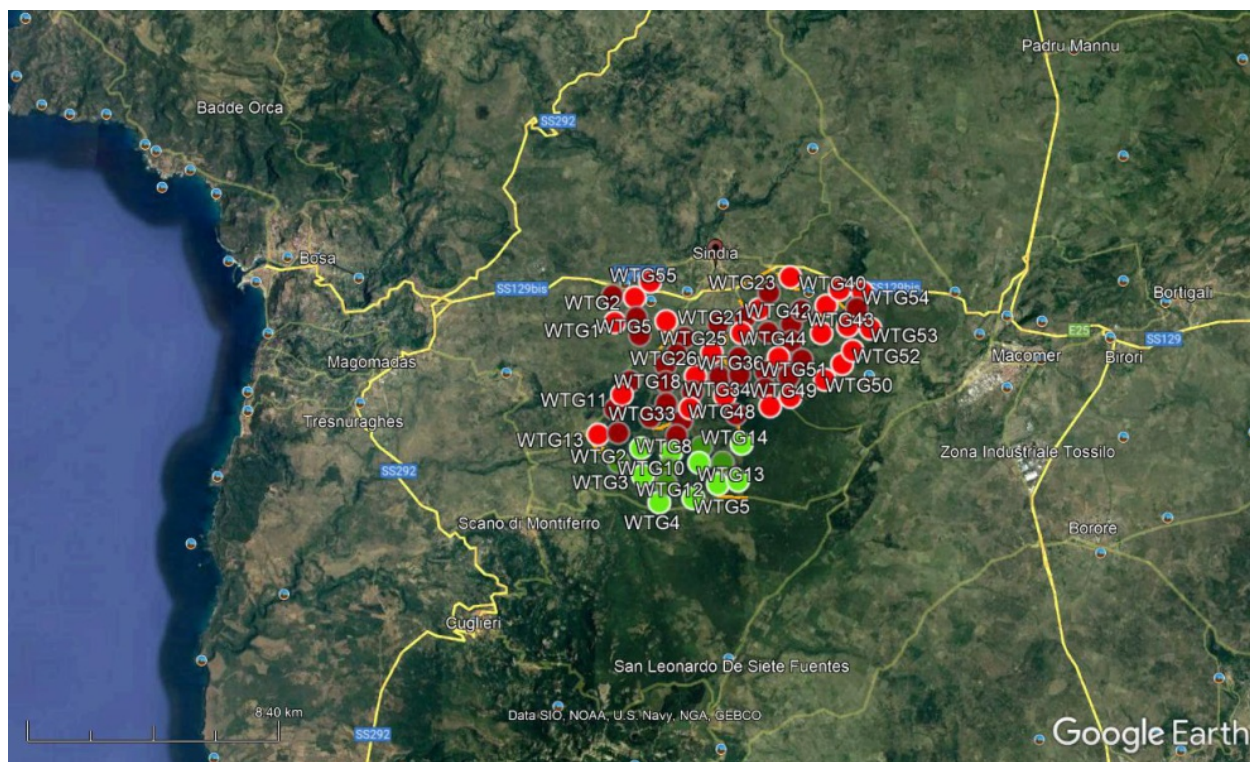 Padru Mannu
Badde Orca
SS292
Sindia
Bosa
WTG55
WTG23
WTG40
SS129bis
SS129bis
WTG54
Bortigali
WTG2
WTG1
WTG5
WTG21
WTG42
WTG43
WTG53
E25
SS129
WTG25
WTG44
Magomadas
WTG26
WTG36
WTG52
Macomer
Birori
WTG18
WTG51
WTG50
WTG11
WTG34
WTG49
Tresnuraghes
WTG33
WTG48
WTG13
WTG8
WTG14
Zona Industriale Tossilo
WTG2
WTG10
SS292
WTG3
WTG13
WTG12
WTG5
Scano di Montiferro
WTG4
Borore
Cuglieri
San Leonardo De Siete Fuentes
8.40 km
Data SIO, NOAA, U.S. Navy, NGA, GEBCO
SS292
Google Earth